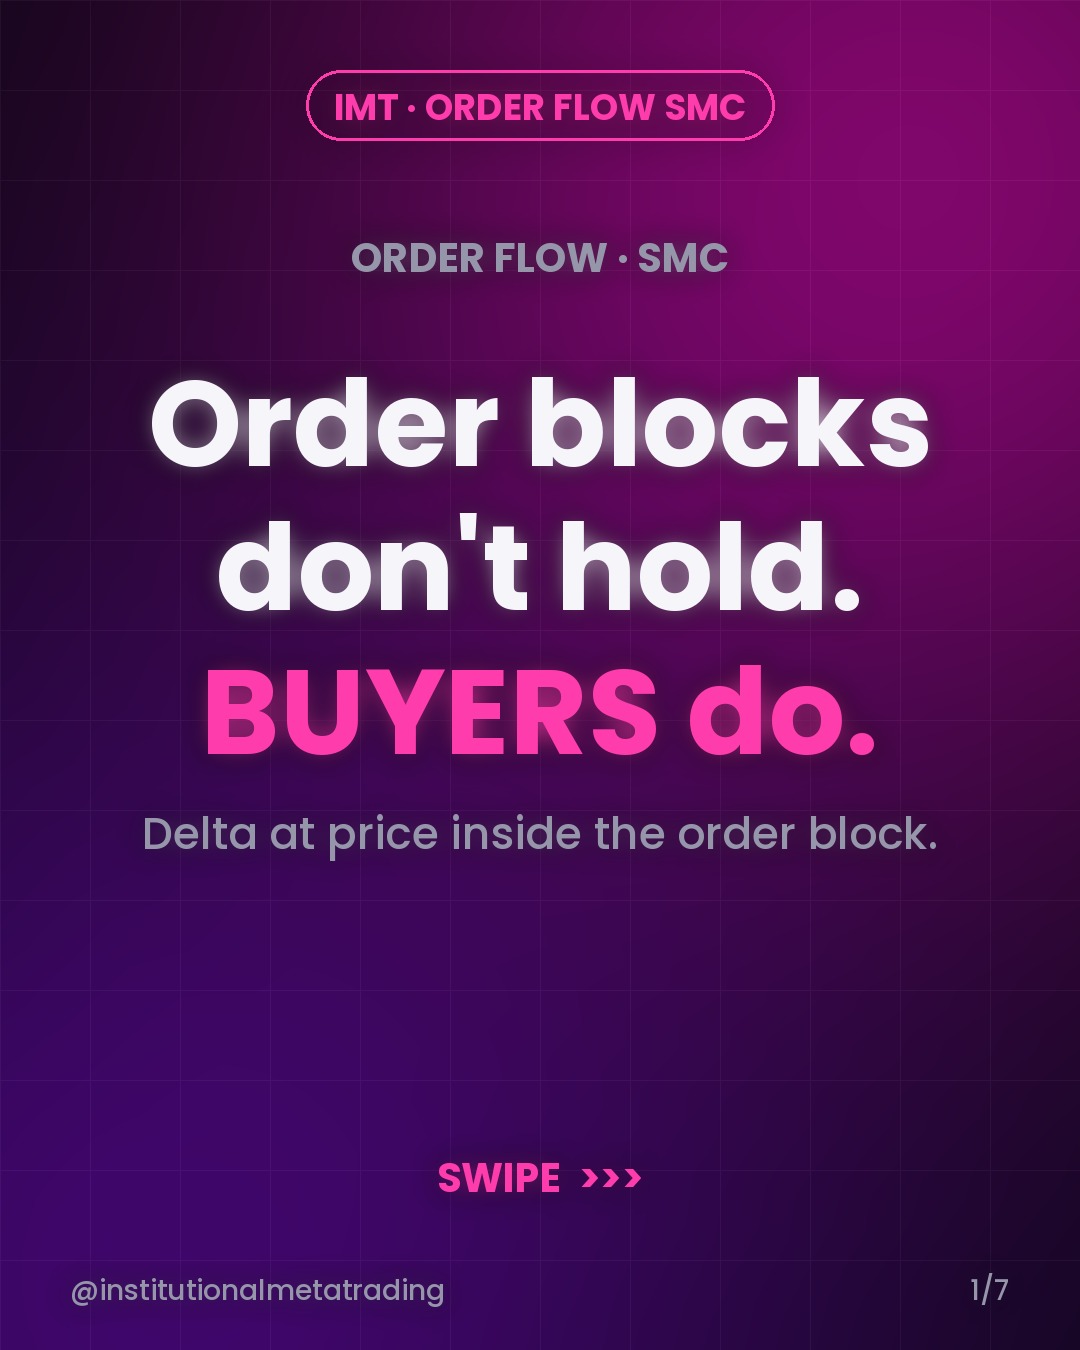 IMT · ORDER FLOW SMC
ORDER FLOW · SMC
Order blocks
don't hold.
BUYERS do.
Delta at price inside the order block.
SWIPE >>>
@institutionalmetatrading
1/7